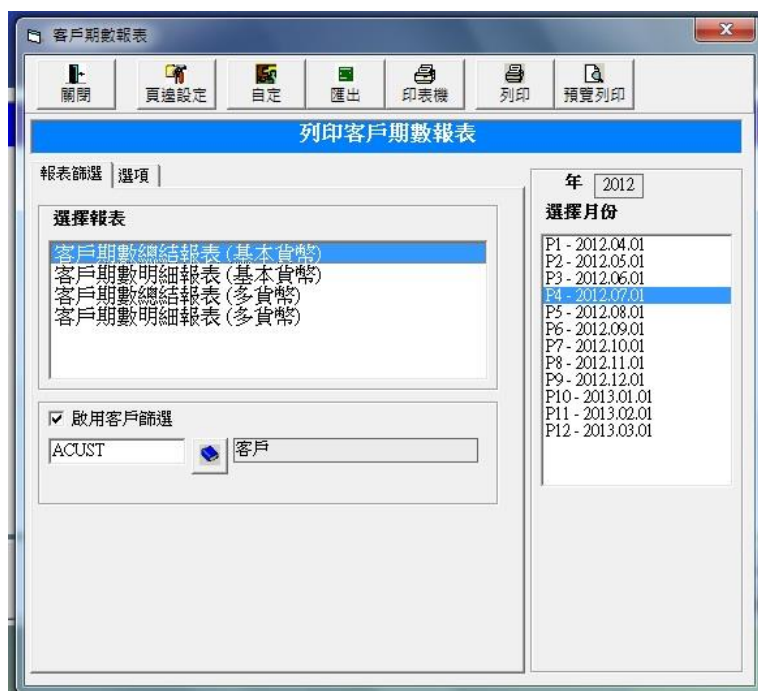 客戶期數報表
關閉 頁邊設定 自定 匯出 印表機 列印 預覽列印
列印客戶期數報表
報表篩選 選項
選擇報表
客戶期數總結報表(基本貨幣)
客戶期數明細報表(基本貨幣)
客戶期數總結報表(多貨幣)
客戶期數明細報表(多貨幣)
啟用客戶篩選
ACUST 客戶
年 2012
選擇月份
P1 - 2012.04.01
P2 - 2012.05.01
P3 - 2012.06.01
P4 - 2012.07.01
P5 - 2012.08.01
P6 - 2012.09.01
P7 - 2012.10.01
P8 - 2012.11.01
P9 - 2012.12.01
P10 - 2013.01.01
P11 - 2013.02.01
P12 - 2013.03.01